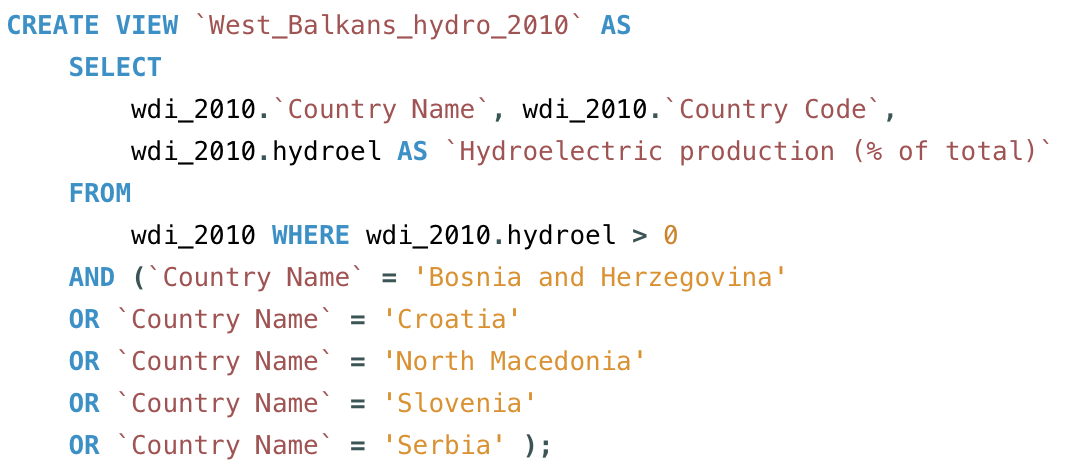 CREATE VIEW `West_Balkans_hydro_2010` AS
    SELECT
        wdi_2010.`Country Name`, wdi_2010.`Country Code`,
        wdi_2010.hydroel AS `Hydroelectric production (% of total)`
    FROM
        wdi_2010 WHERE wdi_2010.hydroel > 0
    AND (`Country Name` = 'Bosnia and Herzegovina'
    OR `Country Name` = 'Croatia'
    OR `Country Name` = 'North Macedonia'
    OR `Country Name` = 'Slovenia'
    OR `Country Name` = 'Serbia' );